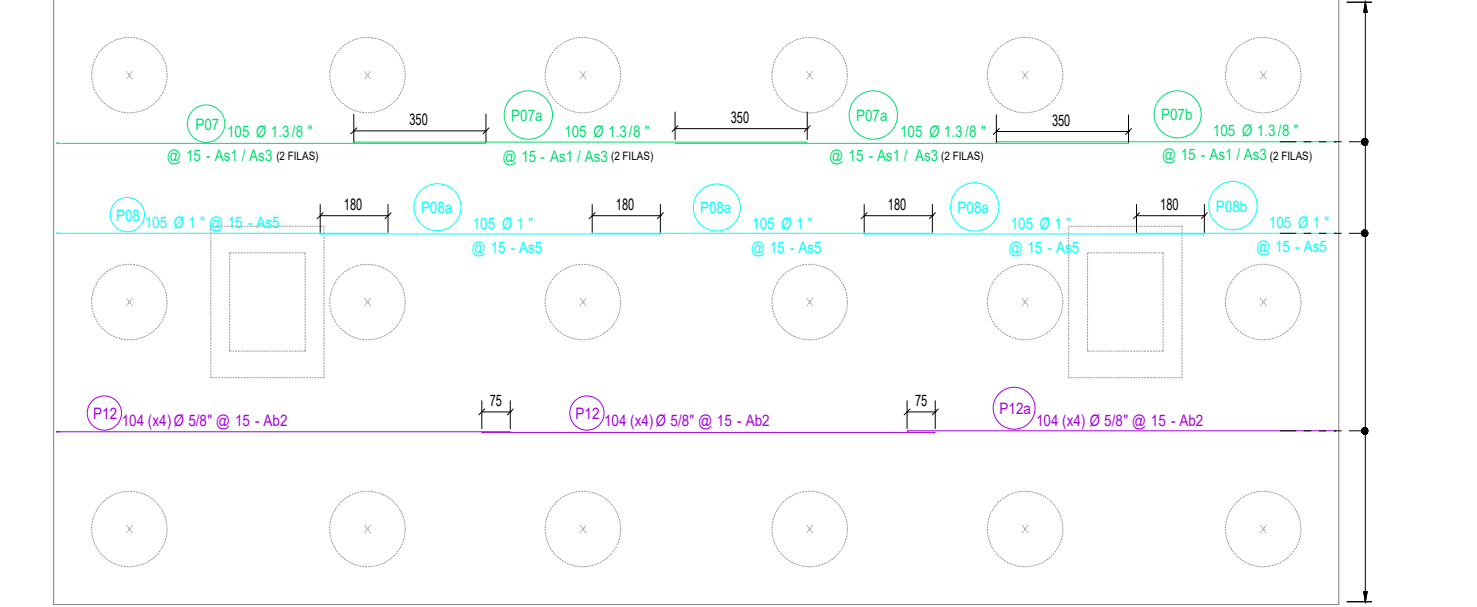 X X X X X X
350 350 350
P07 105 Ø 1.3/8 "
@ 15 - As1 / As3 (2 FILAS)
P07a 105 Ø 1.3/8 "
@ 15 - As1 / As3 (2 FILAS)
P07a 105 Ø 1.3/8 "
@ 15 - As1 / As3 (2 FILAS)
P07b 105 Ø 1.3/8 "
@ 15 - As1 / As3 (2 FILAS)
180 180 180 180
P08 105 Ø 1 " @ 15 - As5
P08a 105 Ø 1 "
@ 15 - As5
P08a 105 Ø 1 "
@ 15 - As5
P08a 105 Ø 1 "
@ 15 - As5
P08b 105 Ø 1 "
@ 15 - As5
X X X X X X
75 75
P12 104 (x4) Ø 5/8" @ 15 - Ab2
P12 104 (x4) Ø 5/8" @ 15 - Ab2
P12a 104 (x4) Ø 5/8" @ 15 - Ab2
X X X X X X